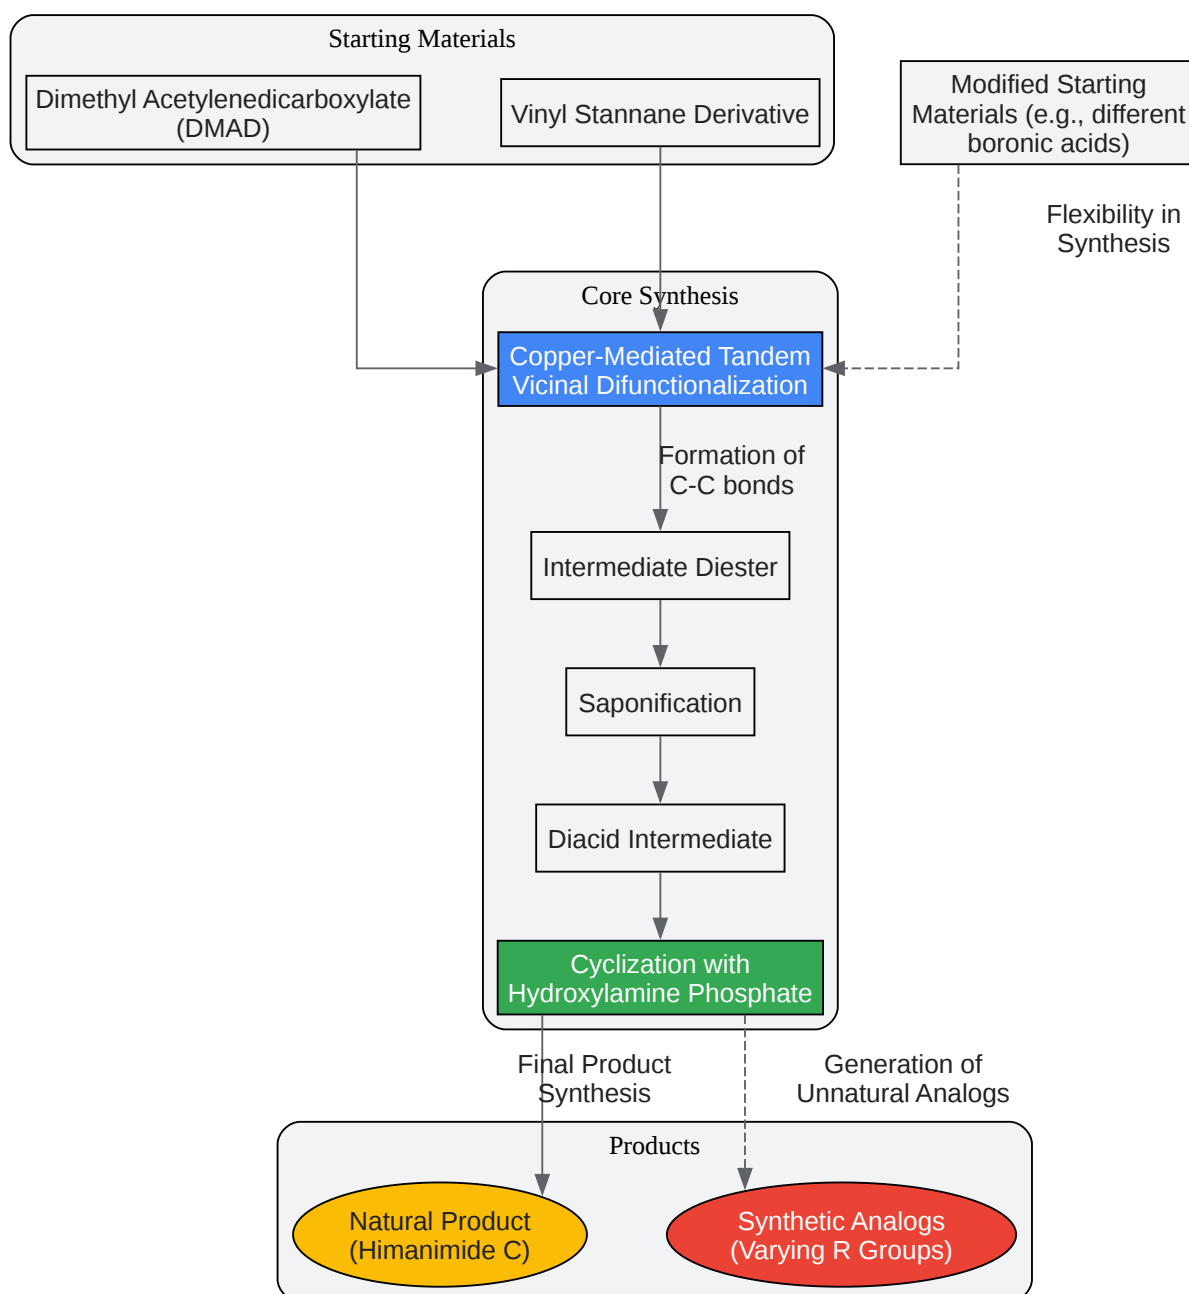 Starting Materials
Dimethyl Acetylenedicarboxylate
(DMAD)
Vinyl Stannane Derivative
Modified Starting
Materials (e.g., different
boronic acids)
Flexibility in
Synthesis
Core Synthesis
Copper-Mediated Tandem
Vicinal Difunctionalization
Formation of
C-C bonds
Intermediate Diester
Saponification
Diacid Intermediate
Cyclization with
Hydroxylamine Phosphate
Final Product
Synthesis
Generation of
Unnatural Analogs
Products
Natural Product
(Himanimide C)
Synthetic Analogs
(Varying R Groups)